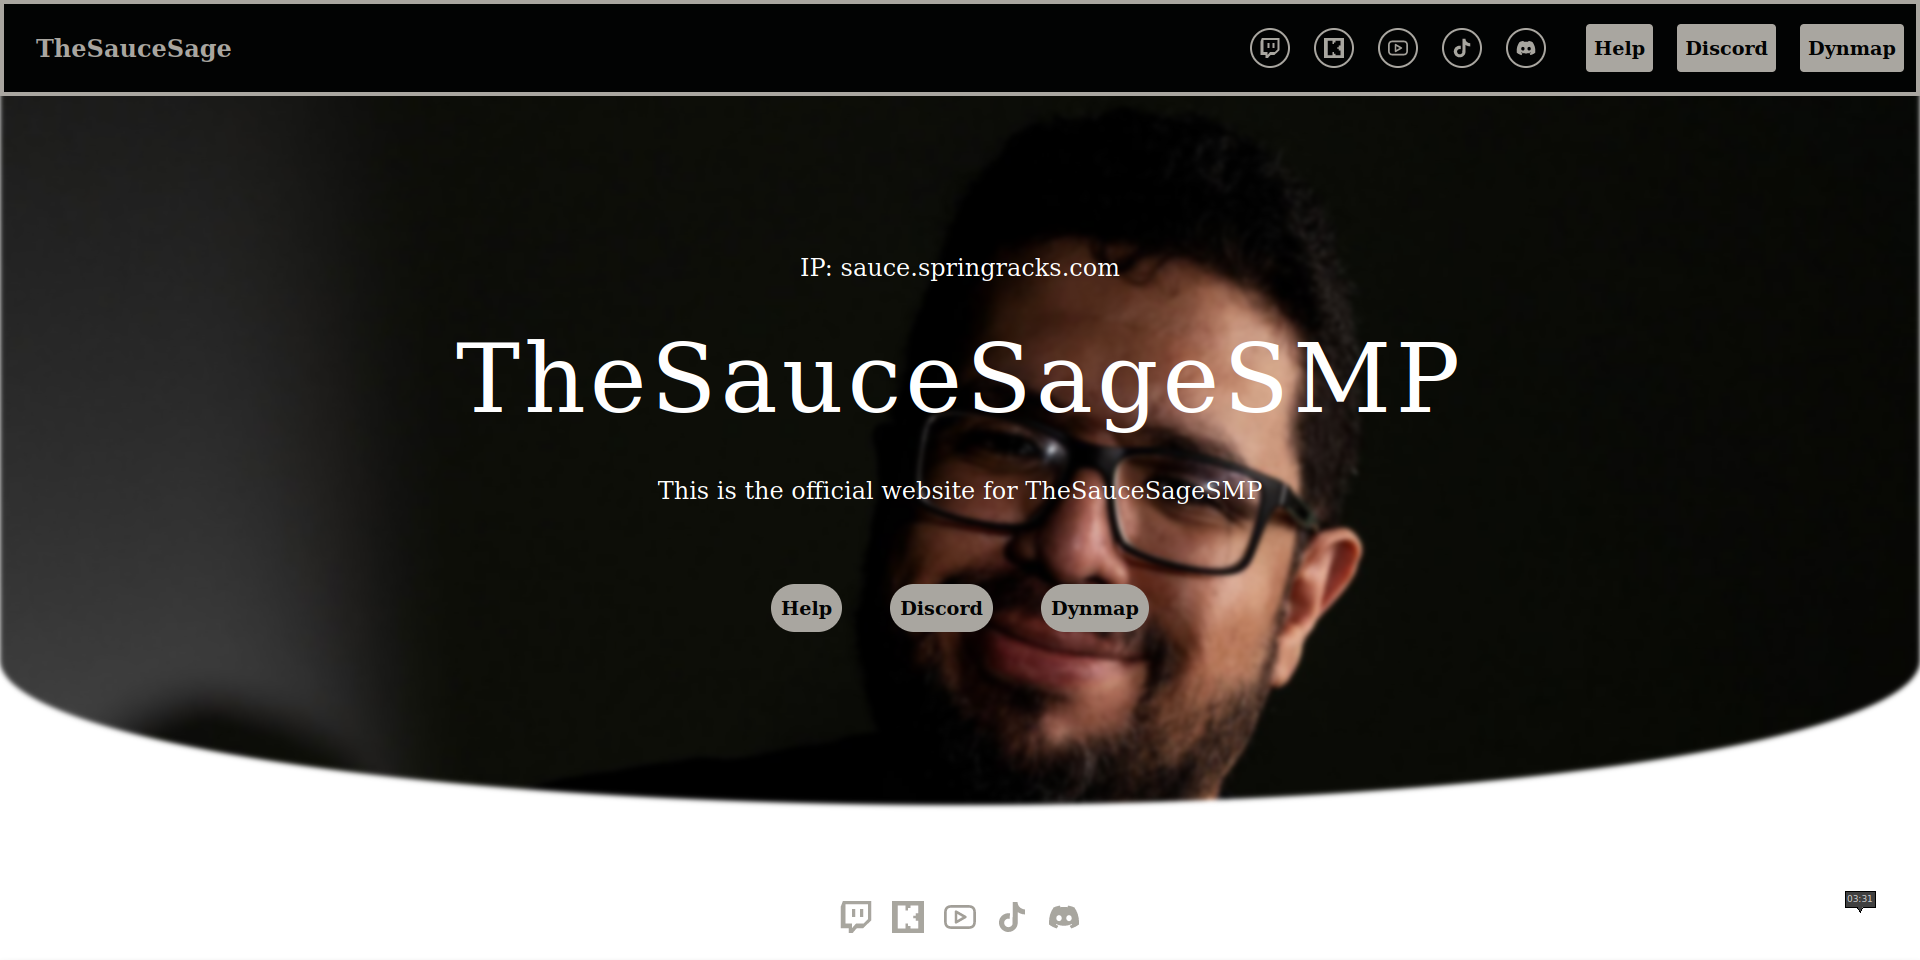 TheSauceSage
Help
Discord
Dynmap
IP: sauce.springracks.com
TheSauceSageSMP
This is the official website for TheSauceSageSMP
Help
Discord
Dynmap
03:31